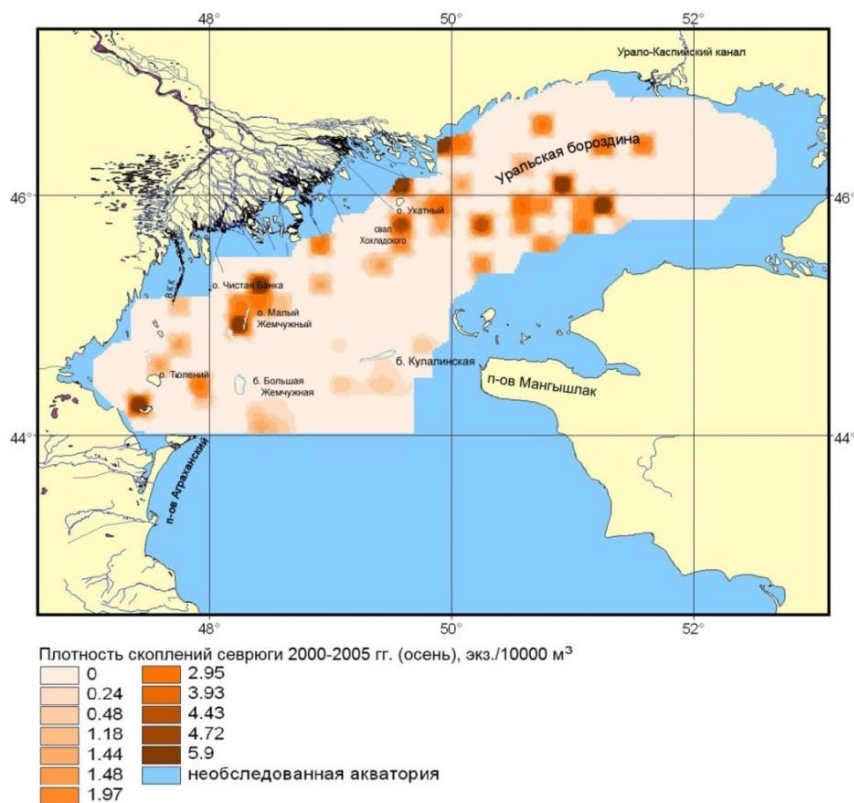 48°
50°
52°
Урало-Каспийский канал
Уральская бороздина
46°
46°
о. Укатный
свал
Хохладского
ВКК
о. Чистая Банка
о. Малый
Жемчужный
б. Кулалинская
о. Тюлений
б. Большая
Жемчужная
п-ов Мангышлак
44°
44°
п-ов Аграханский
48°
50°
52°
Плотность скоплений севрюги 2000-2005 гг. (осень), экз./10000 м³
0
0.24
0.48
1.18
1.44
1.48
1.97
2.95
3.93
4.43
4.72
5.9
необследованная акватория